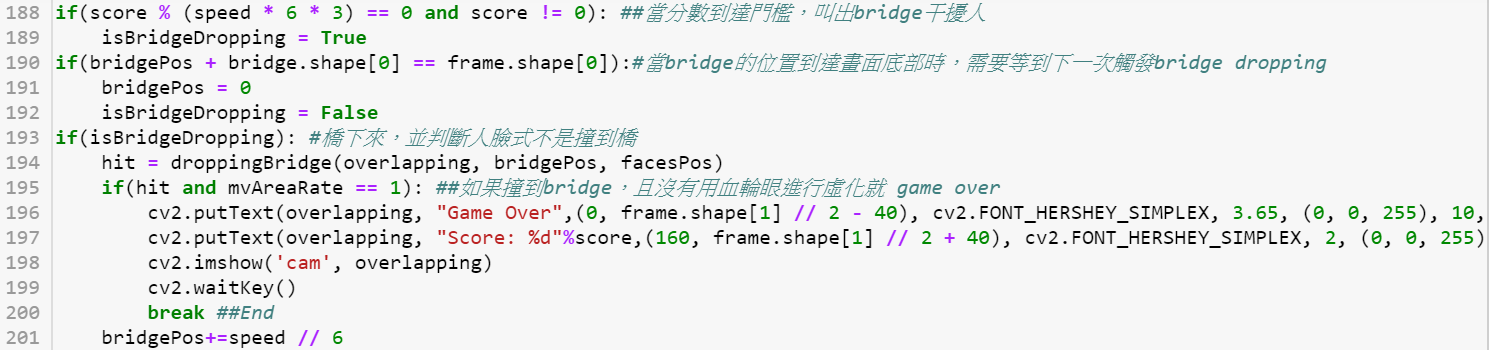 188 if(score % (speed * 6 * 3) == 0 and score != 0): ##當分數到達門檻，叫出bridge干擾人
189     isBridgeDropping = True
190 if(bridgePos + bridge.shape[0] == frame.shape[0]):#當bridge的位置到達畫面底部時，需要等到下一次觸發bridge dropping
191     bridgePos = 0
192     isBridgeDropping = False
193 if(isBridgeDropping): #橋下來，並判斷人臉式不是撞到橋
194     hit = droppingBridge(overlapping, bridgePos, facesPos)
195     if(hit and mvAreaRate == 1): ##如果撞到bridge，且沒有用血輪眼進行虛化就 game over
196         cv2.putText(overlapping, "Game Over",(0, frame.shape[1] // 2 - 40), cv2.FONT_HERSHEY_SIMPLEX, 3.65, (0, 0, 255), 10,
197         cv2.putText(overlapping, "Score: %d"%score,(160, frame.shape[1] // 2 + 40), cv2.FONT_HERSHEY_SIMPLEX, 2, (0, 0, 255)
198         cv2.imshow('cam', overlapping)
199         cv2.waitKey()
200         break ##End
201     bridgePos+=speed // 6